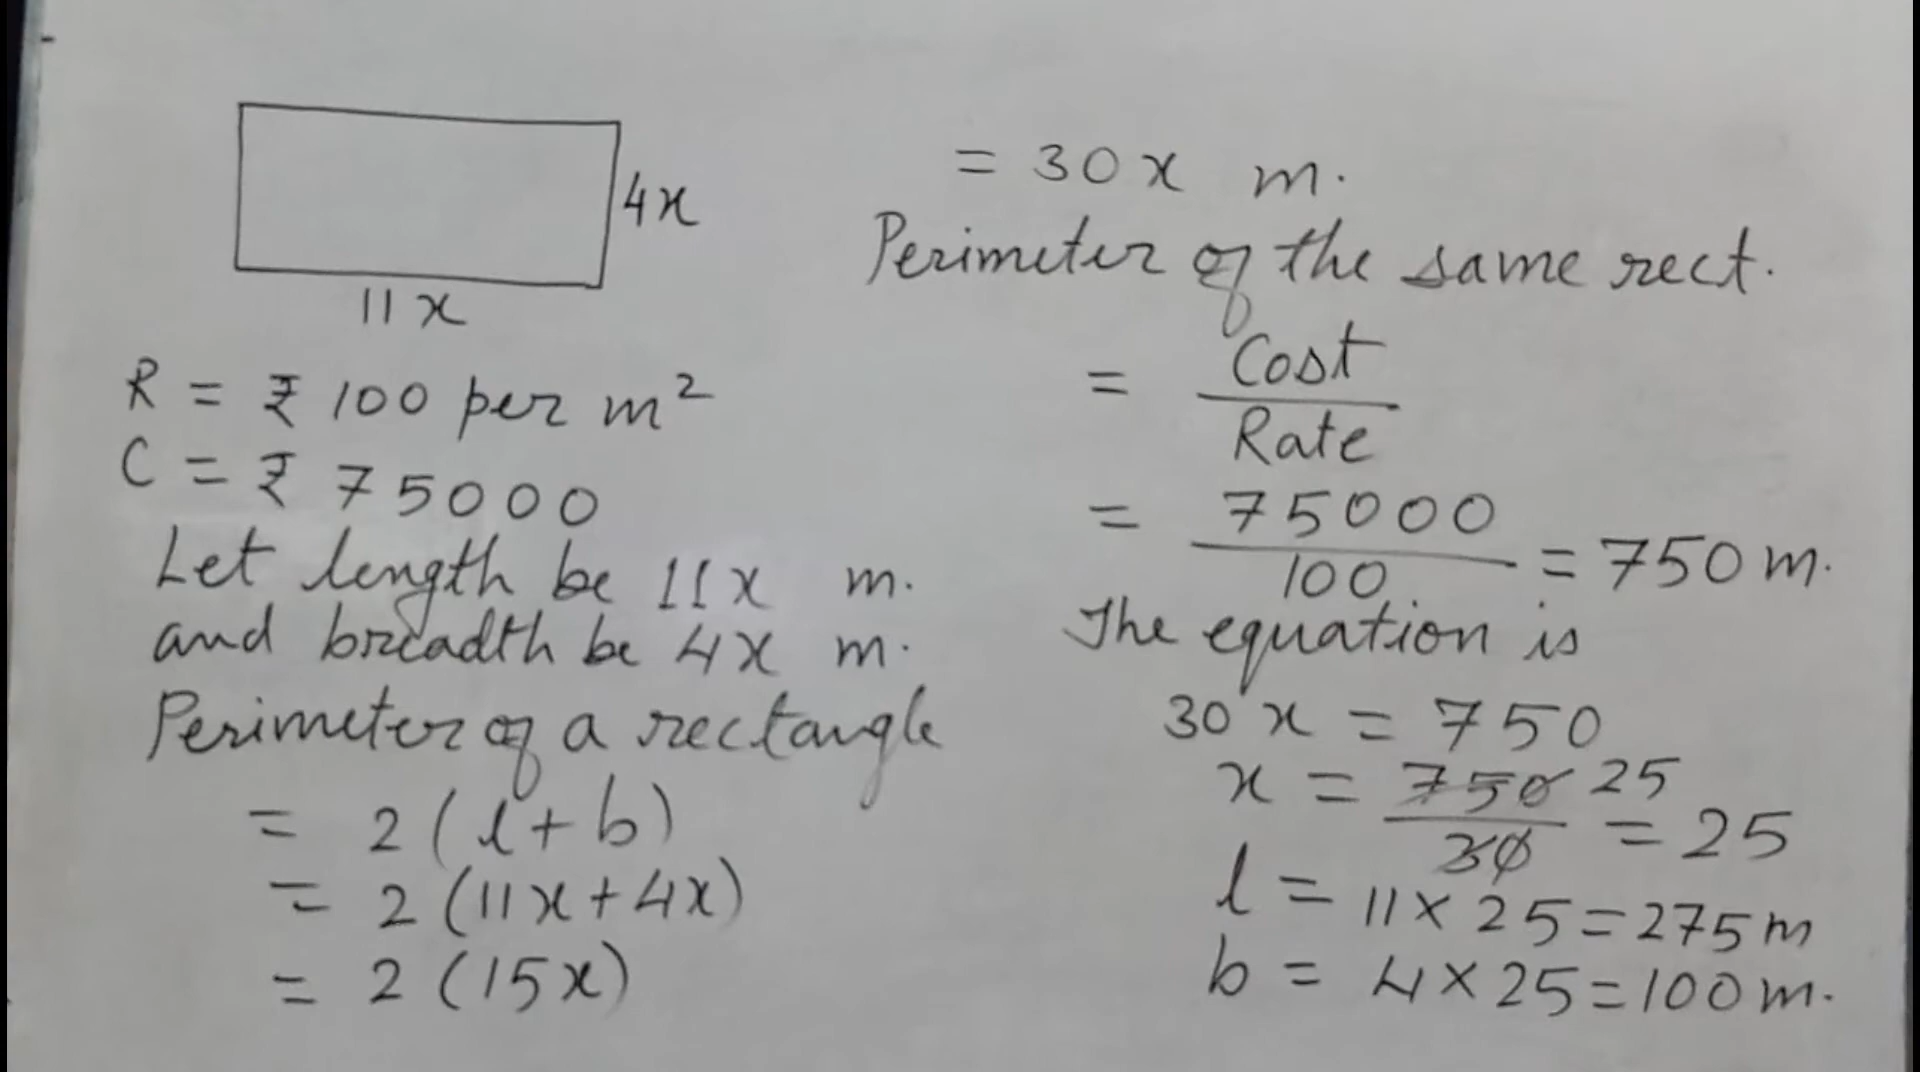 4x
11x
R = ₹ 100 per m²
C = ₹ 75000
Let length be 11x m.
and breadth be 4x m.
Perimeter of a rectangle
= 2(l+b)
= 2(11x+4x)
= 2(15x)
= 30x m.
Perimeter of the same rect.
= Cost
Rate
= 75000
100
= 750 m.
The equation is
30x = 750
x = 750 25
30
= 25
l = 11×25=275m
b = 4×25=100m.